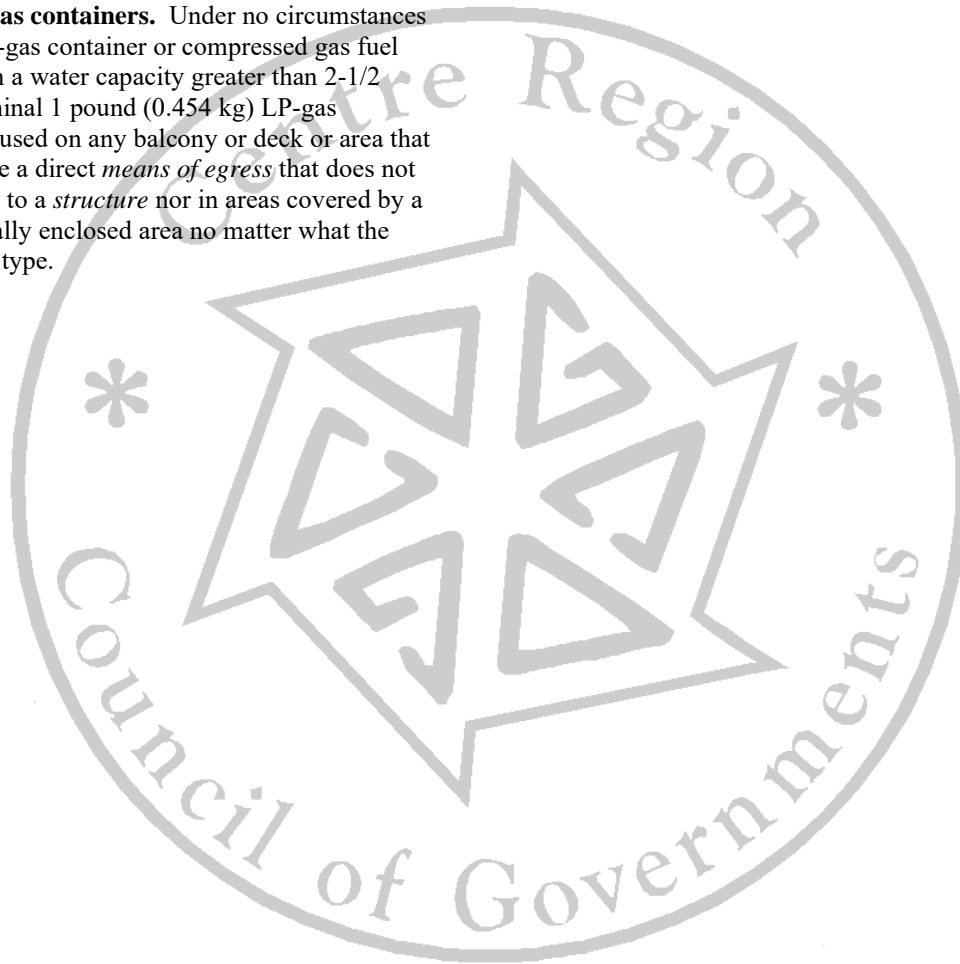 as containers. Under no circumstances
-gas container or compressed gas fuel
a water capacity greater than 2-1/2
ninal 1 pound (0.454 kg) LP-gas
used on any balcony or deck or area that
e a direct means of egress that does not
to a structure nor in areas covered by a
ally enclosed area no matter what the
type.
Centre Region
* *
Council of Governments